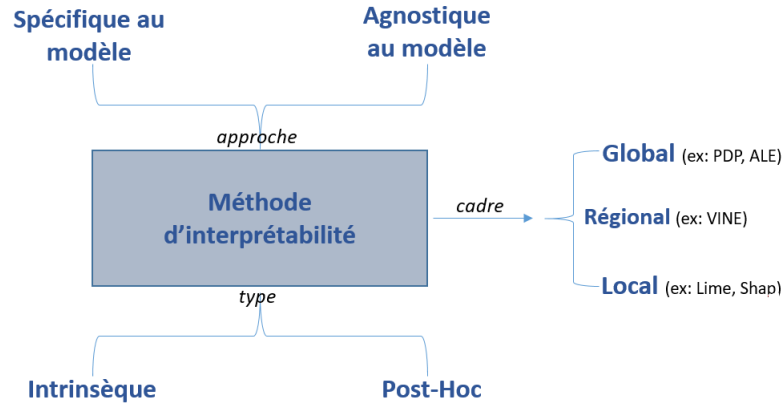 Spécifique au
modèle
Agnostique
au modèle
approche
Méthode
d'interprétabilité
cadre
Global (ex: PDP, ALE)
Régional (ex: VINE)
Local (ex: Lime, Shap)
type
Intrinsèque
Post-Hoc